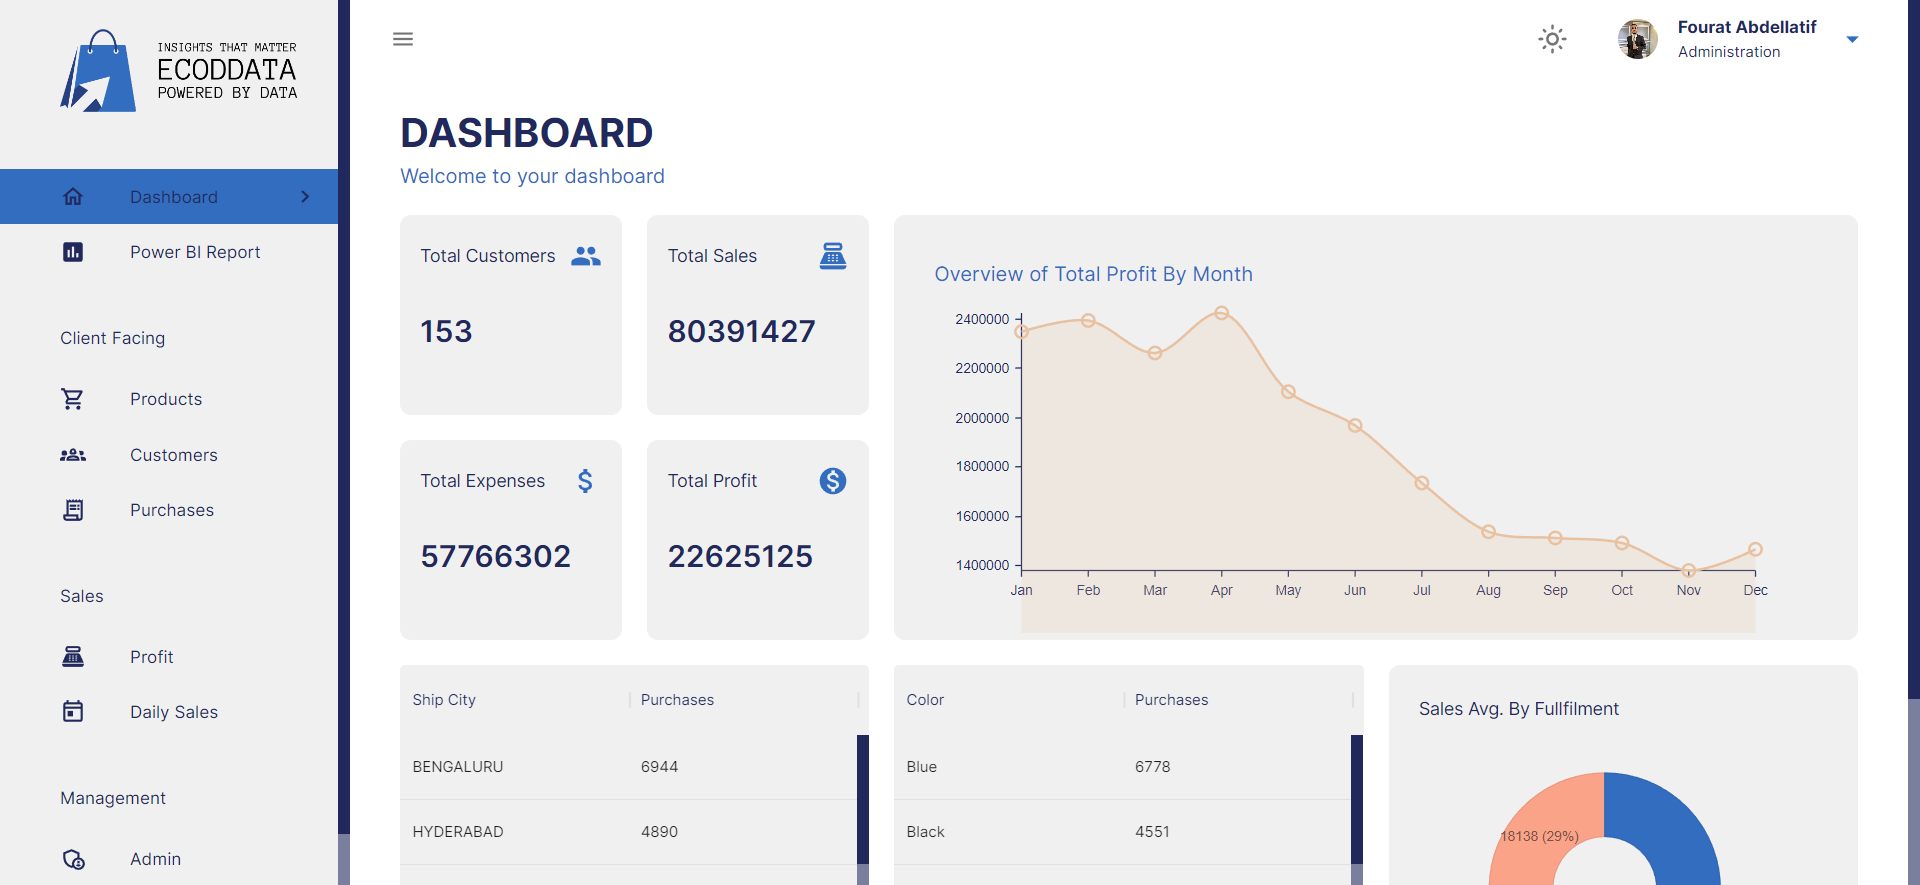 INSIGHTS THAT MATTER
ECODDATA
POWERED BY DATA
Dashboard
Power BI Report
Client Facing
Products
Customers
Purchases
Sales
Profit
Daily Sales
Management
Admin
Fourat Abdellatif
Administration
DASHBOARD
Welcome to your dashboard
Total Customers
153
Total Sales
80391427
Total Expenses
57766302
Total Profit
22625125
Overview of Total Profit By Month
2400000
2200000
2000000
1800000
1600000
1400000
Jan Feb Mar Apr May Jun Jul Aug Sep Oct Nov Dec
Ship City Purchases
BENGALURU 6944
HYDERABAD 4890
Color Purchases
Blue 6778
Black 4551
Sales Avg. By Fullfilment
18138 (29%)